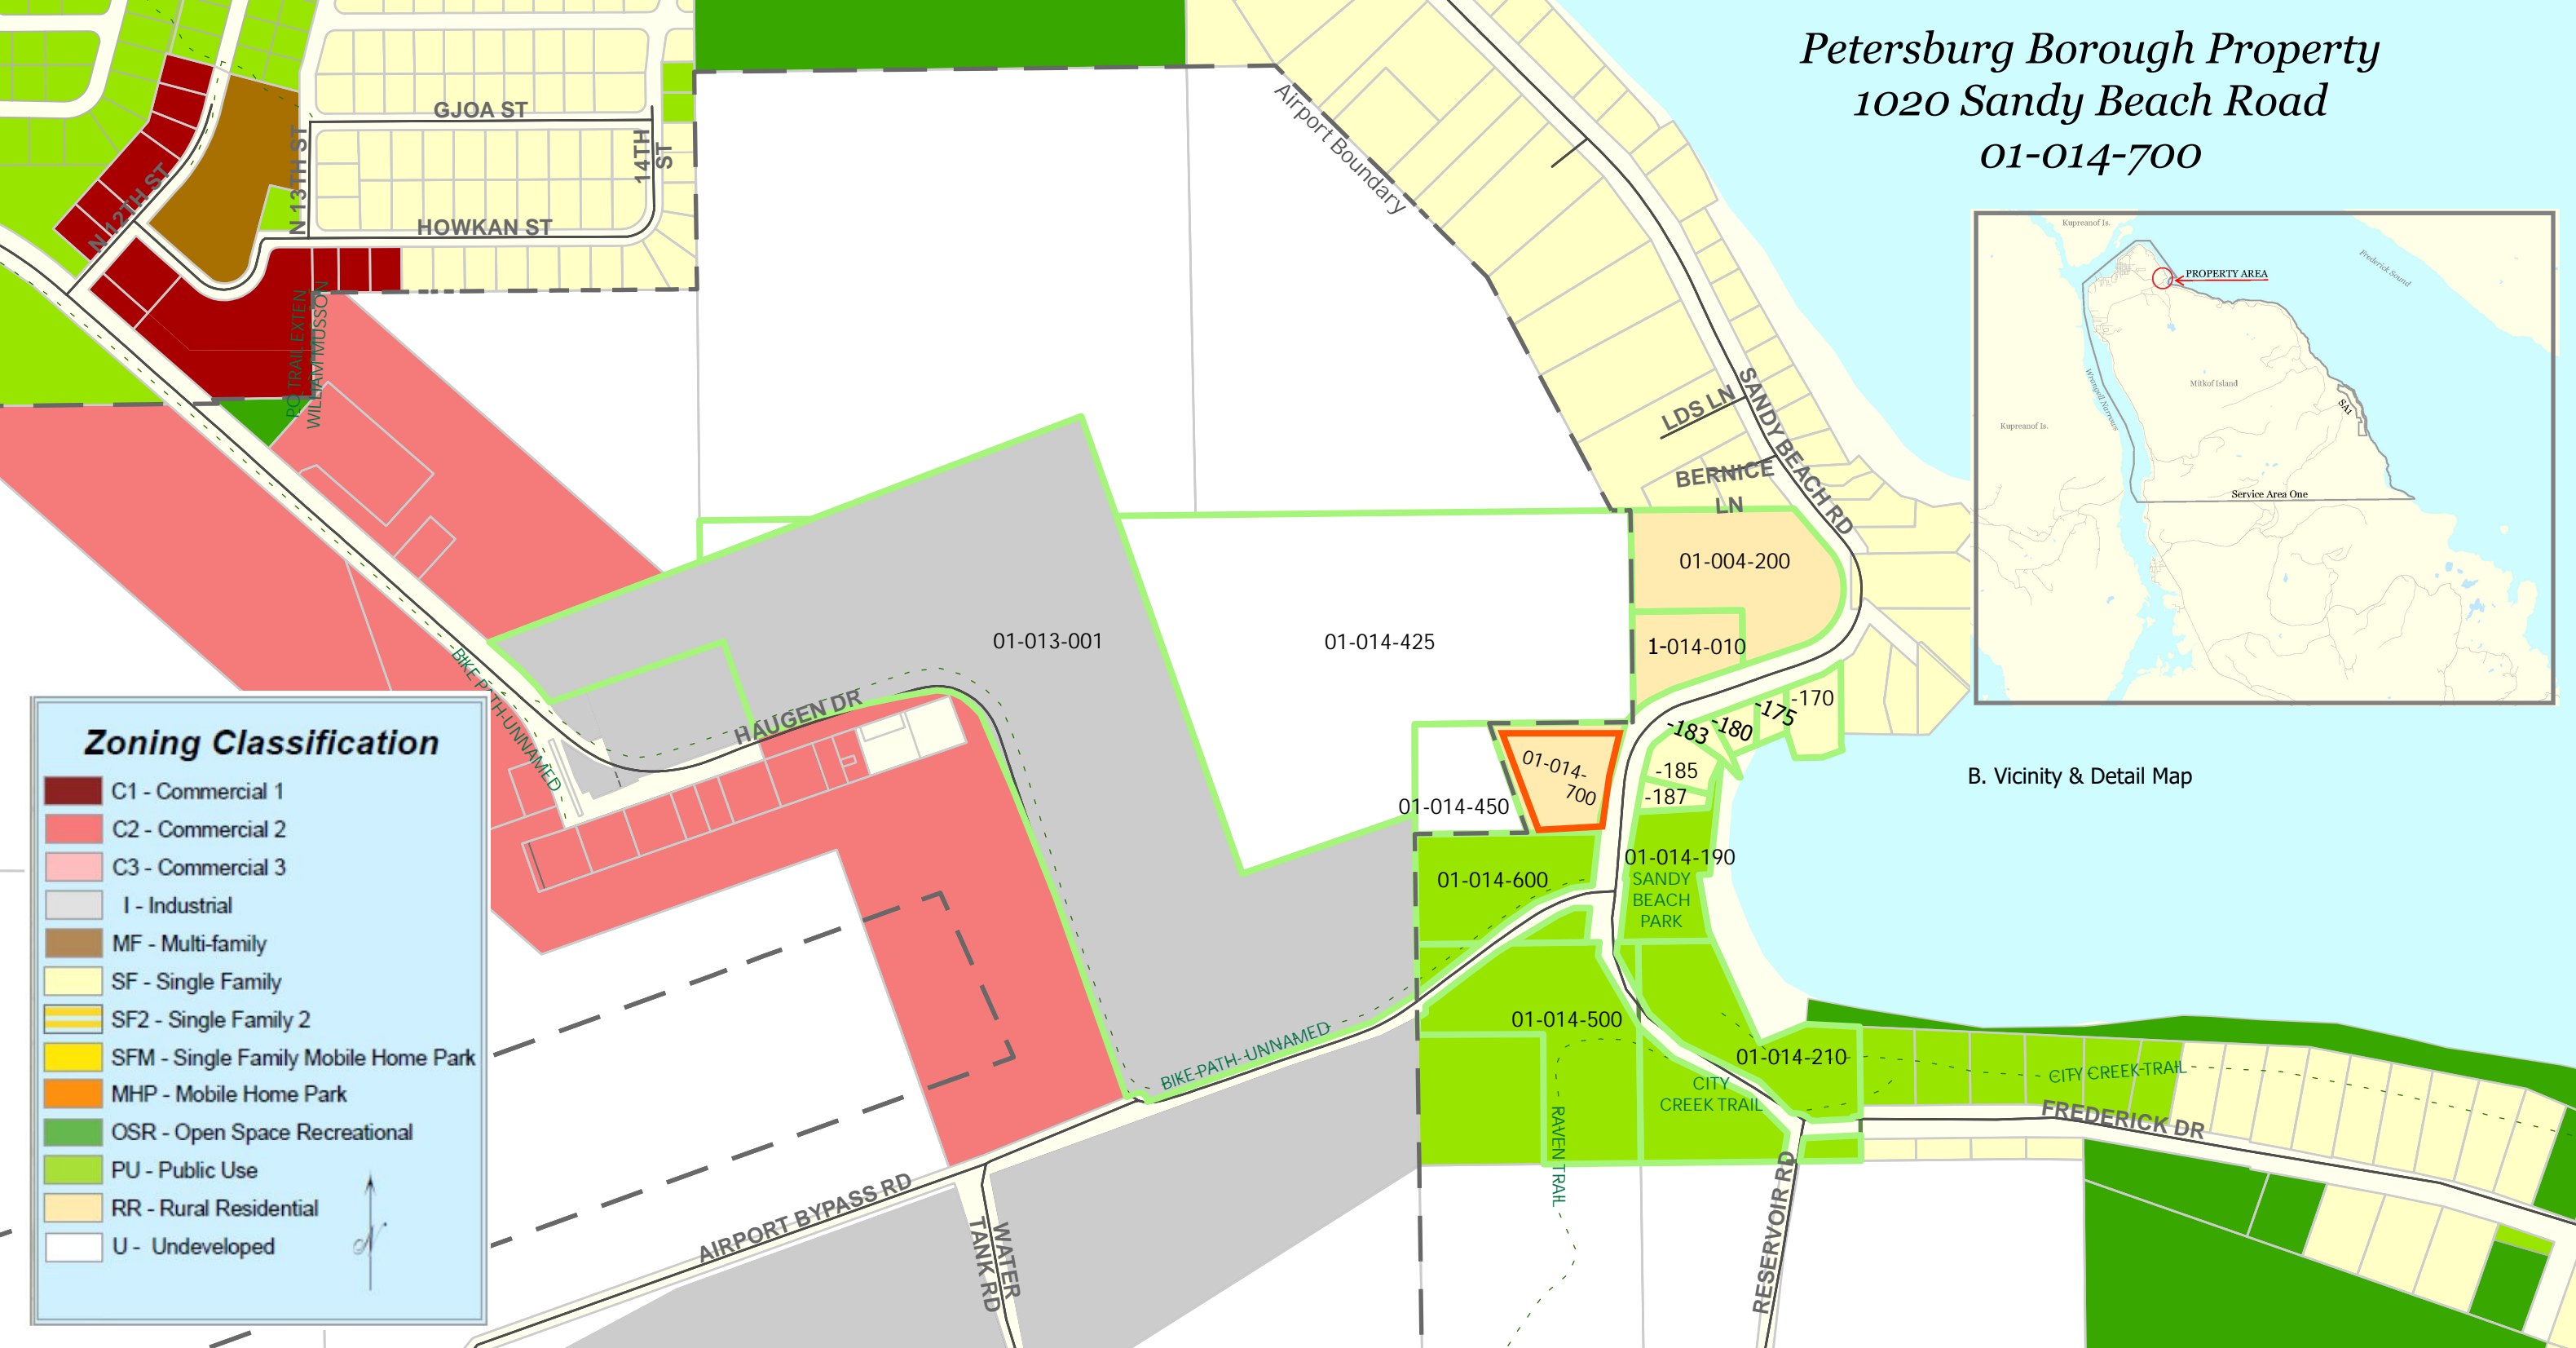 Petersburg Borough Property
1020 Sandy Beach Road
01-014-700
Kupreanof Is.
Frederick Sound
PROPERTY AREA
Wrangell Narrows
Mitkof Island
SA1
Kupreanof Is.
Service Area One
B. Vicinity & Detail Map
GJOA ST
N 13TH ST
14TH
ST
N 12TH ST
HOWKAN ST
WILLIAM MUSSON
Airport Boundary
LDS LN
SANDY BEACH RD
BERNICE
LN
01-004-200
1-014-010
01-013-001
01-014-425
-170
-175
-180
-183
-185
-187
01-014-
700
01-014-450
01-014-190
SANDY
BEACH
PARK
01-014-600
01-014-500
01-014-210
CITY
CREEK TRAIL
CITY CREEK TRAIL
FREDERICK DR
RAVEN TRAIL
RESERVOIR RD
HAUGEN DR
BIKE PATH-UNNAMED
BIKE-PATH-UNNAMED
AIRPORT BYPASS RD
WATER
TANK RD
Zoning Classification
C1 - Commercial 1
C2 - Commercial 2
C3 - Commercial 3
I - Industrial
MF - Multi-family
SF - Single Family
SF2 - Single Family 2
SFM - Single Family Mobile Home Park
MHP - Mobile Home Park
OSR - Open Space Recreational
PU - Public Use
RR - Rural Residential
U - Undeveloped
N